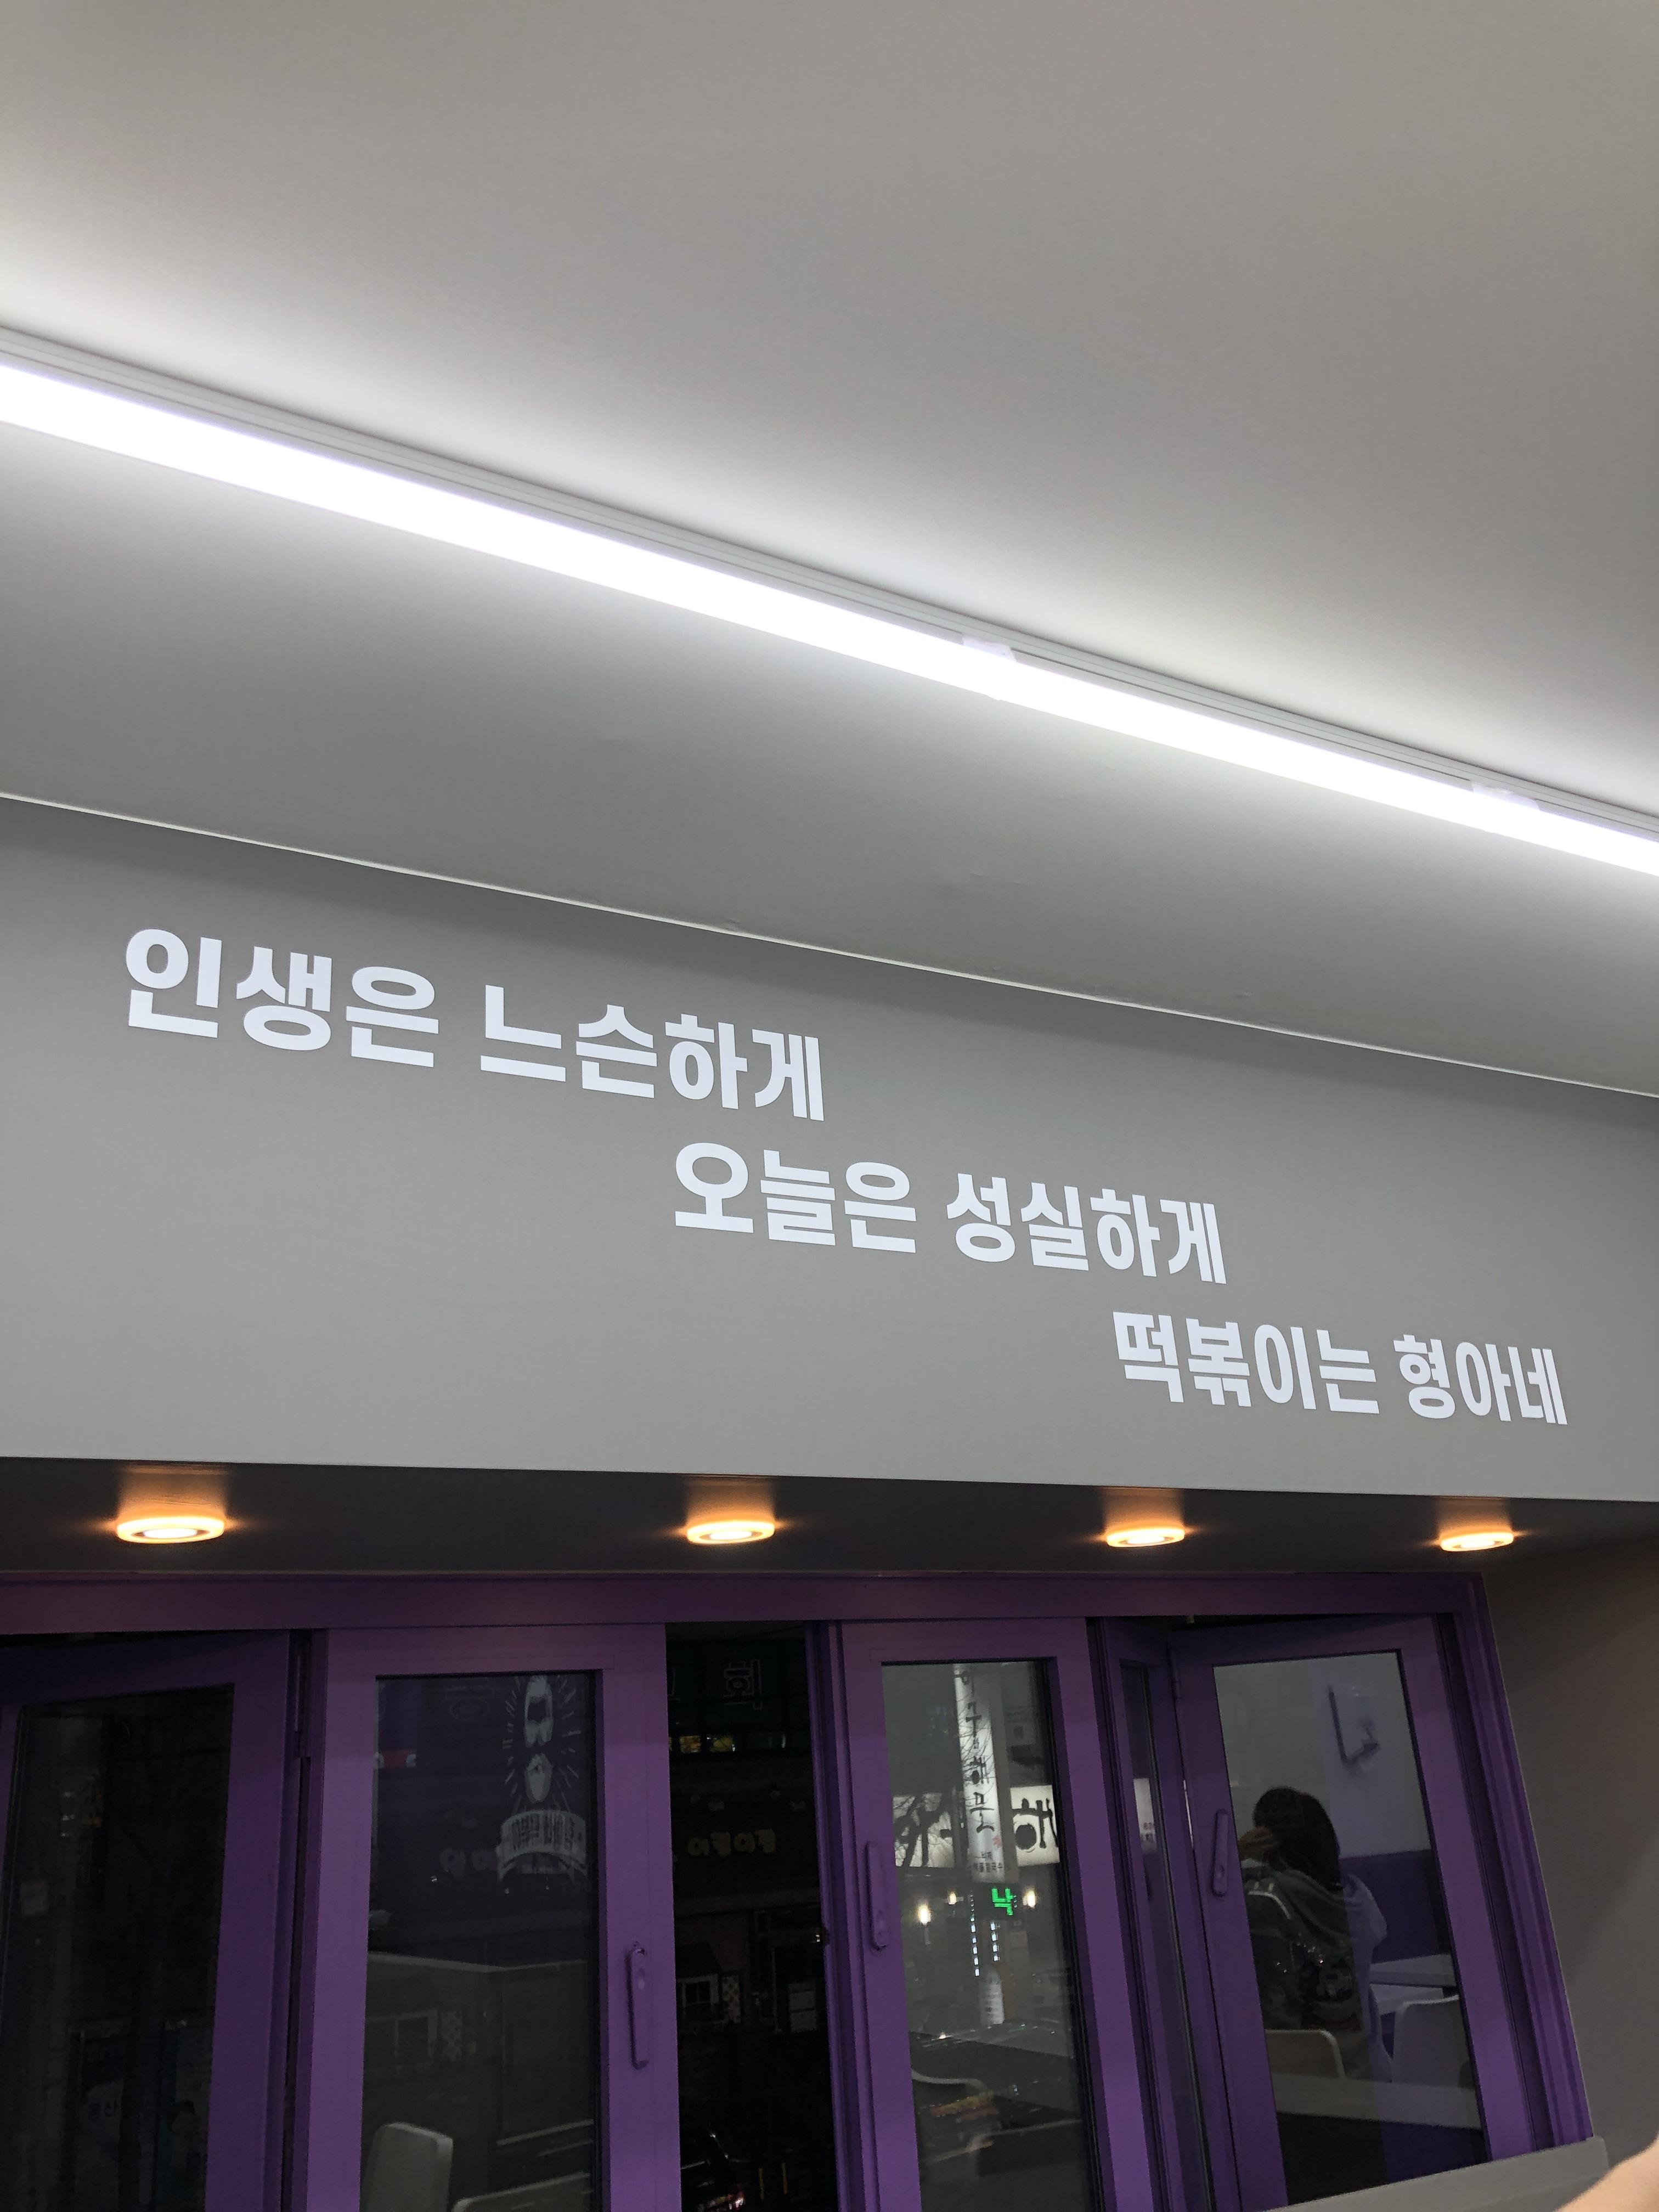 인생은 느슨하게
오늘은 성실하게
떡볶이는 형아네